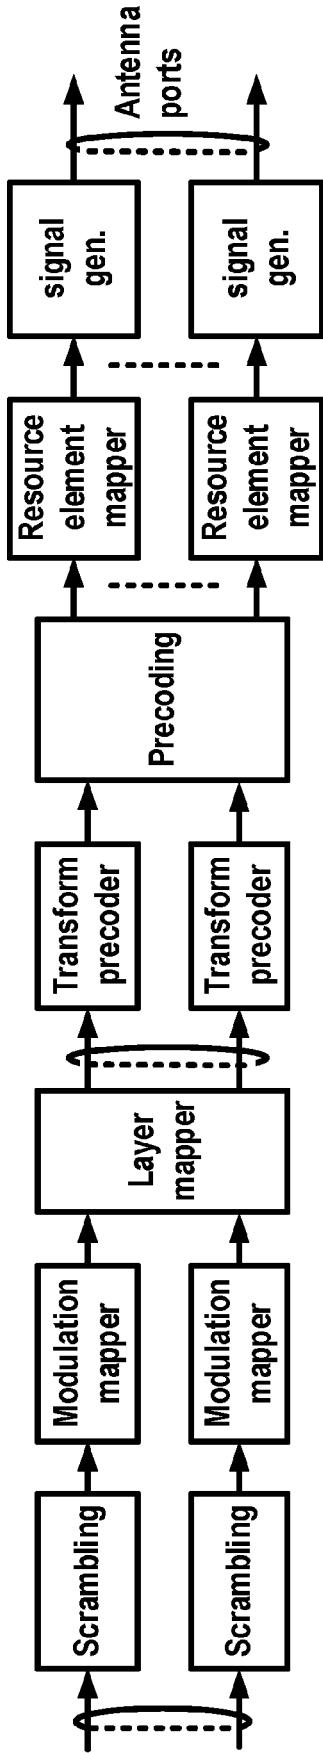 Scrambling
Scrambling
Modulation
mapper
Modulation
mapper
Layer
mapper
Transform
precoder
Transform
precoder
Precoding
Resource
element
mapper
Resource
element
mapper
signal
gen.
signal
gen.
Antenna
ports